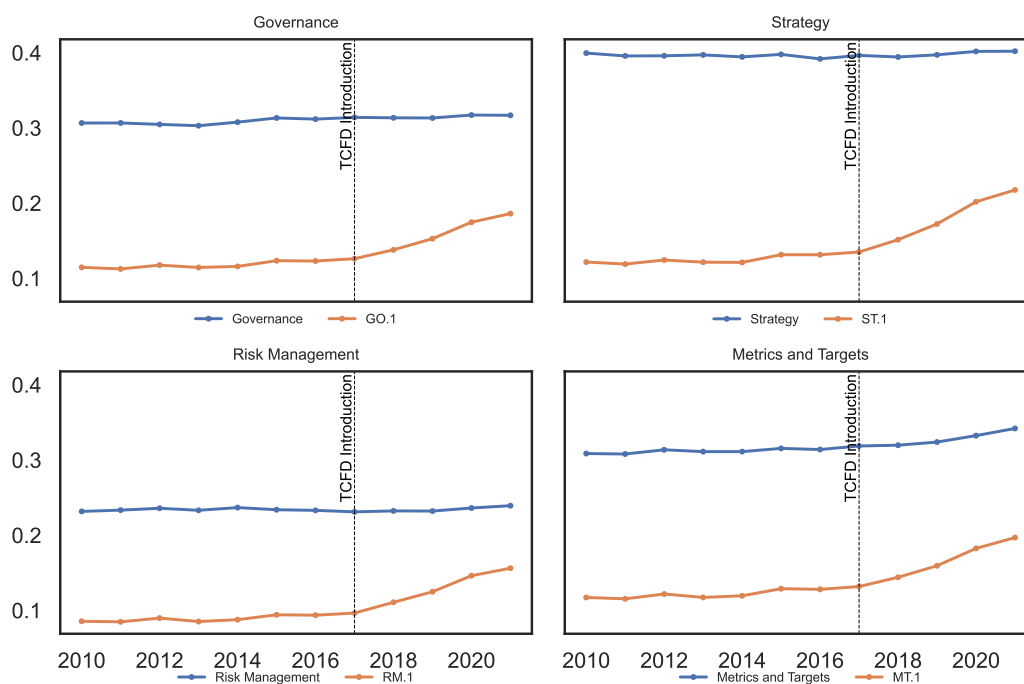 Governance
Strategy
0.4
0.3
0.2
0.1
TCFD Introduction
TCFD Introduction
Governance GO.1
Strategy ST.1
Risk Management
Metrics and Targets
0.4
0.3
0.2
0.1
TCFD Introduction
TCFD Introduction
2010 2012 2014 2016 2018 2020
2010 2012 2014 2016 2018 2020
Risk Management RM.1
Metrics and Targets MT.1